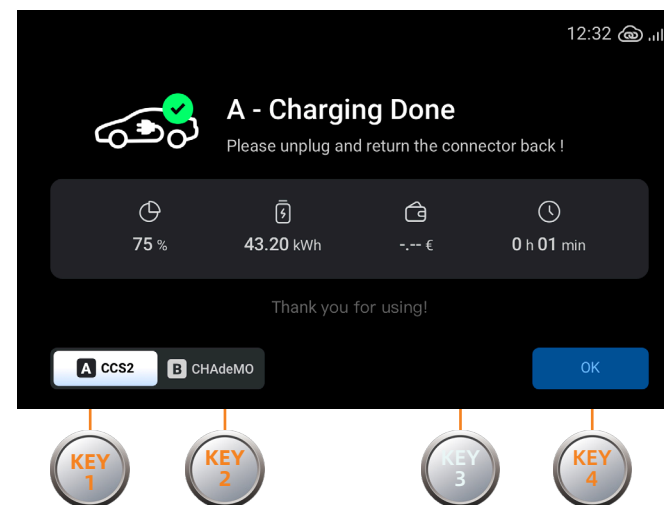 12:32
A - Charging Done
Please unplug and return the connector back !
75 % 43.20 kWh -.-- € 0 h 01 min
Thank you for using!
A CCS2 B CHAdeMO OK
KEY 1
KEY 2
KEY 3
KEY 4